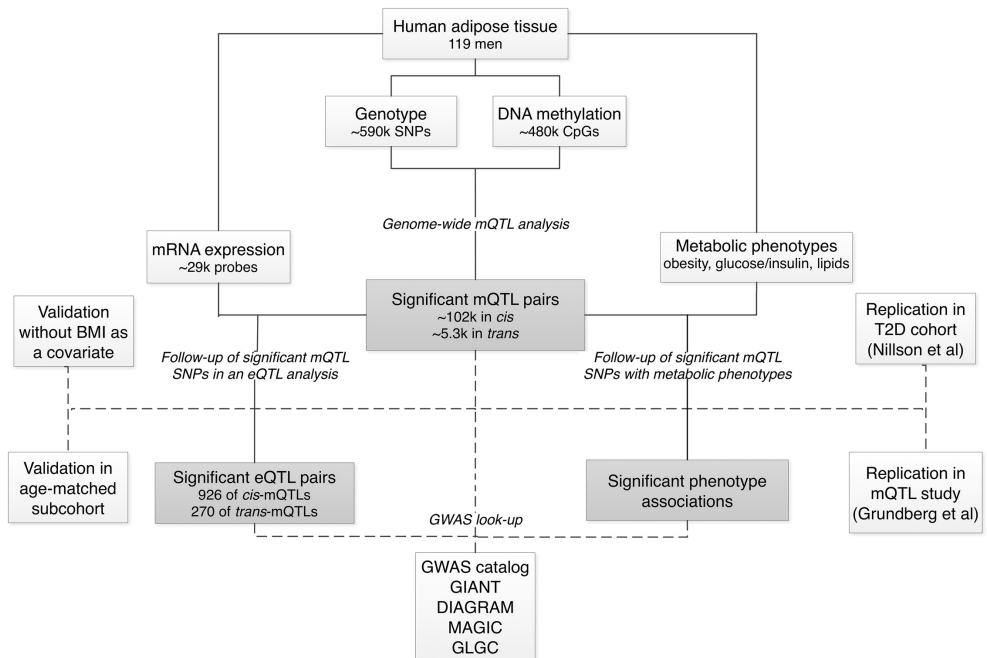 Human adipose tissue
119 men
Genotype
~590k SNPs
DNA methylation
~480k CpGs
Genome-wide mQTL analysis
mRNA expression
~29k probes
Metabolic phenotypes
obesity, glucose/insulin, lipids
Significant mQTL pairs
~102k in cis
~5.3k in trans
Validation
without BMI as
a covariate
Replication in
T2D cohort
(Nillson et al)
Follow-up of significant mQTL
SNPs in an eQTL analysis
Follow-up of significant mQTL
SNPs with metabolic phenotypes
Validation in
age-matched
subcohort
Significant eQTL pairs
926 of cis-mQTLs
270 of trans-mQTLs
Significant phenotype
associations
Replication in
mQTL study
(Grundberg et al)
GWAS look-up
GWAS catalog
GIANT
DIAGRAM
MAGIC
GLGC